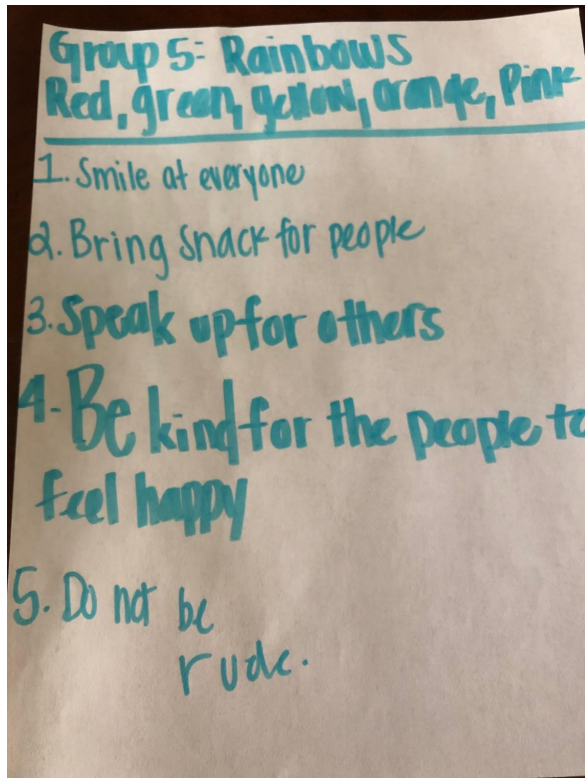 Group 5: Rainbows
Red, green, yellow, orange, Pink
1. Smile at everyone
2. Bring Snack for people
3. Speak up for others
4. Be kind for the people to
feel happy
5. Do not be
rude.